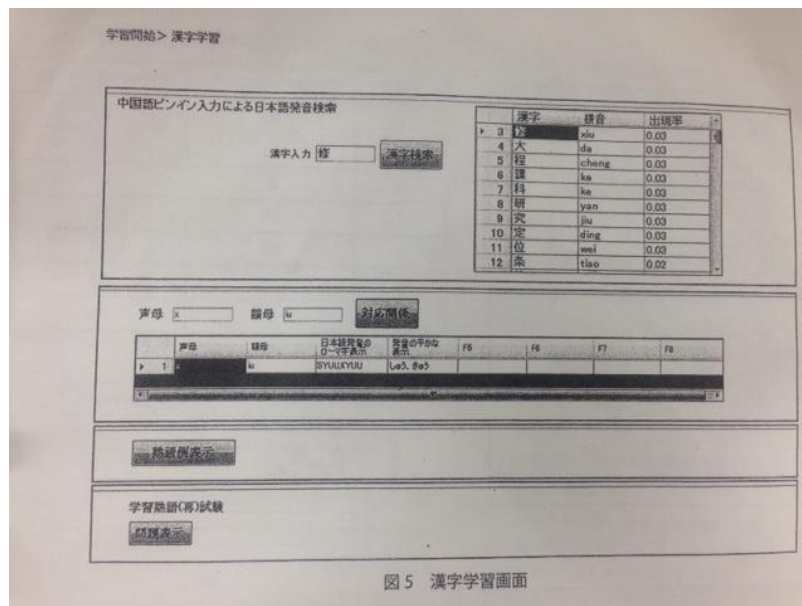 学習開始> 漢字学習
中国語ピンイン入力による日本語発音検索
漢字入力 修 漢字検索
漢字 拼音 出現率
3 修 xiu 0.03
4 大 da 0.03
5 程 cheng 0.03
6 課 ke 0.03
7 科 ke 0.03
8 研 yan 0.03
9 究 jiu 0.03
10 定 ding 0.03
11 位 wei 0.03
12 条 tiao 0.02
声母 x 韻母 iu 対応関係
声母 韻母 日本語発音のローマ字表示 発音の平かな表示 F5 F6 F7 F8
1 x iu SYUU,KYUU しゅう、きゅう
熟語例表示
学習熟語(再)試験
問題表示
図5 漢字学習画面